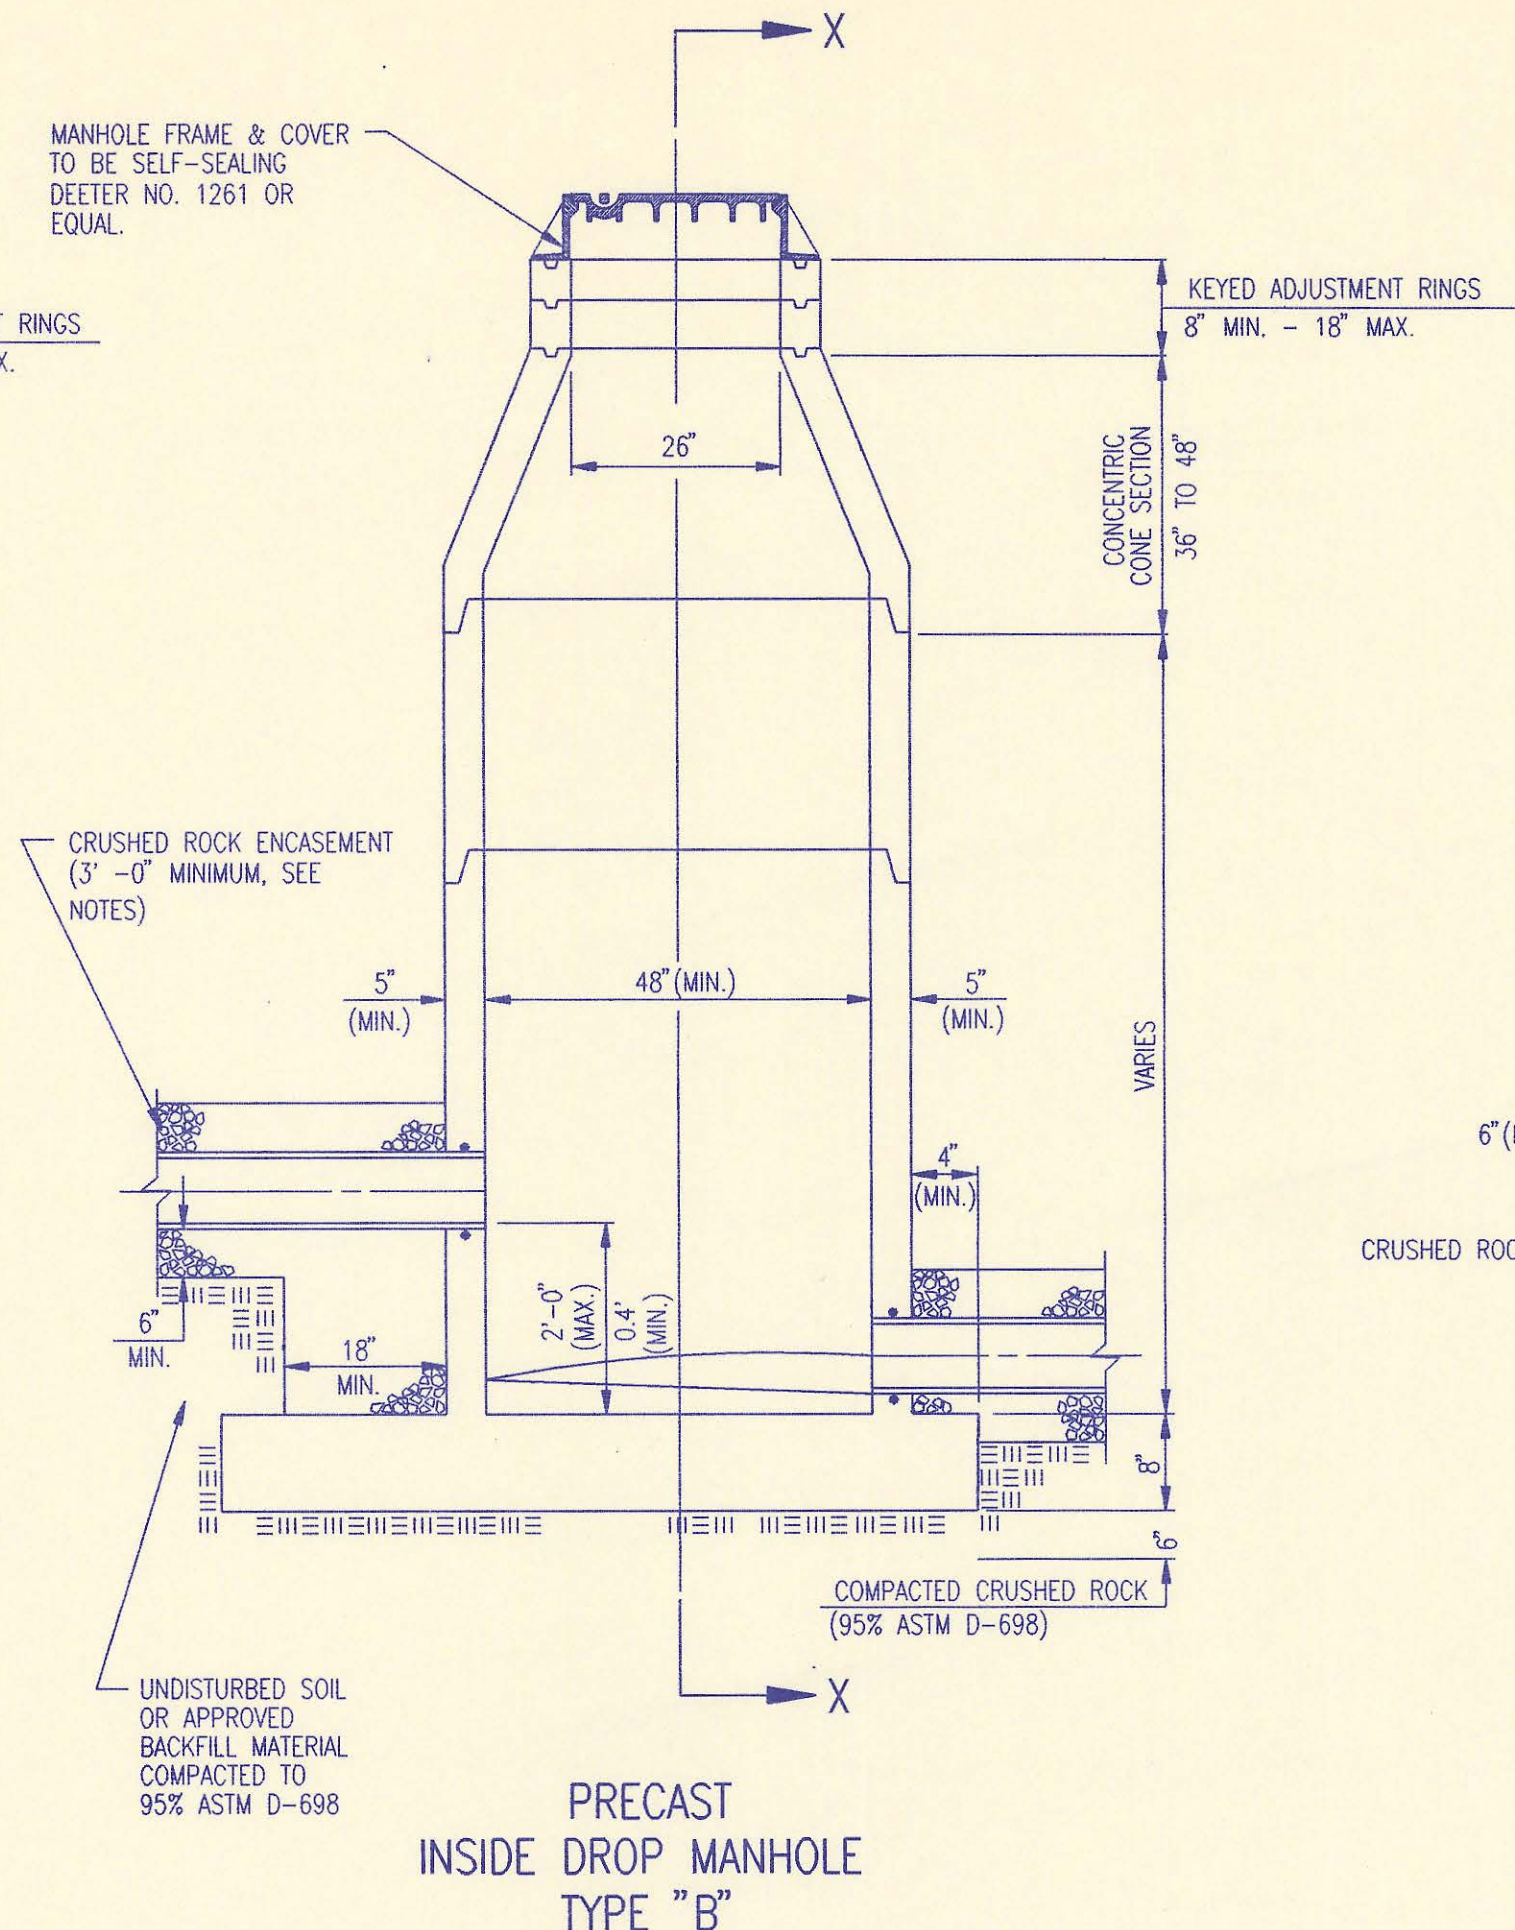 X
MANHOLE FRAME & COVER
TO BE SELF-SEALING
DEETER NO. 1261 OR
EQUAL.
RINGS
X.
KEYED ADJUSTMENT RINGS
8" MIN. - 18" MAX.
26"
CONCENTRIC
CONE SECTION
36" TO 48"
CRUSHED ROCK ENCASEMENT
(3' -0" MINIMUM, SEE
NOTES)
5"
(MIN.)
48" (MIN.)
5"
(MIN.)
VARIES
6"
4"
(MIN.)
CRUSHED
2'-0"
(MAX.)
0.4'
(MIN.)
6"
MIN.
18"
MIN.
8"
6"
COMPACTED CRUSHED ROCK
(95% ASTM D-698)
X
UNDISTURBED SOIL
OR APPROVED
BACKFILL MATERIAL
COMPACTED TO
95% ASTM D-698
PRECAST
INSIDE DROP MANHOLE
TYPE "B"